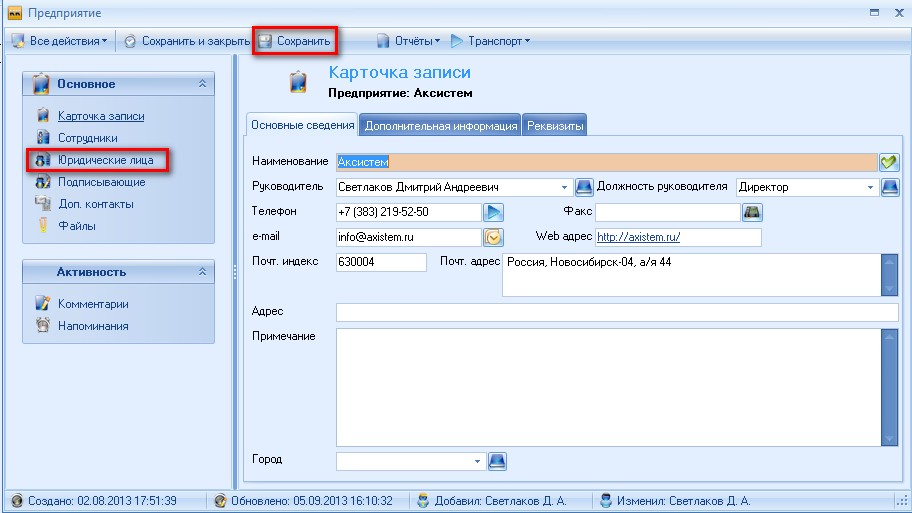 Предприятие
Все действия Сохранить и закрыть Сохранить Отчёты Транспорт
Основное
Карточка записи
Сотрудники
Юридические лица
Подписывающие
Доп. контакты
Файлы
Активность
Комментарии
Напоминания
Карточка записи
Предприятие: Аксистем
Основные сведения Дополнительная информация Реквизиты
Наименование Аксистем
Руководитель Светлаков Дмитрий Андреевич Должность руководителя Директор
Телефон +7 (383) 219-52-50 Факс
e-mail info@axistem.ru Web адрес http://axistem.ru/
Почт. индекс 630004 Почт. адрес Россия, Новосибирск-04, а/я 44
Адрес
Примечание
Город
Создано: 02.08.2013 17:51:39 Обновлено: 05.09.2013 16:10:32 Добавил: Светлаков Д. А. Изменил: Светлаков Д. А.